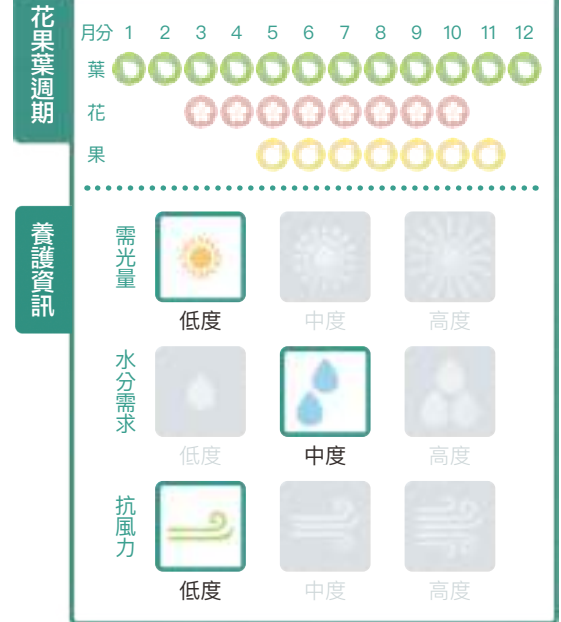 花果葉週期
月分 1 2 3 4 5 6 7 8 9 10 11 12
葉
花
果
養護資訊
需光量
低度 中度 高度
水分需求
低度 中度 高度
抗風力
低度 中度 高度